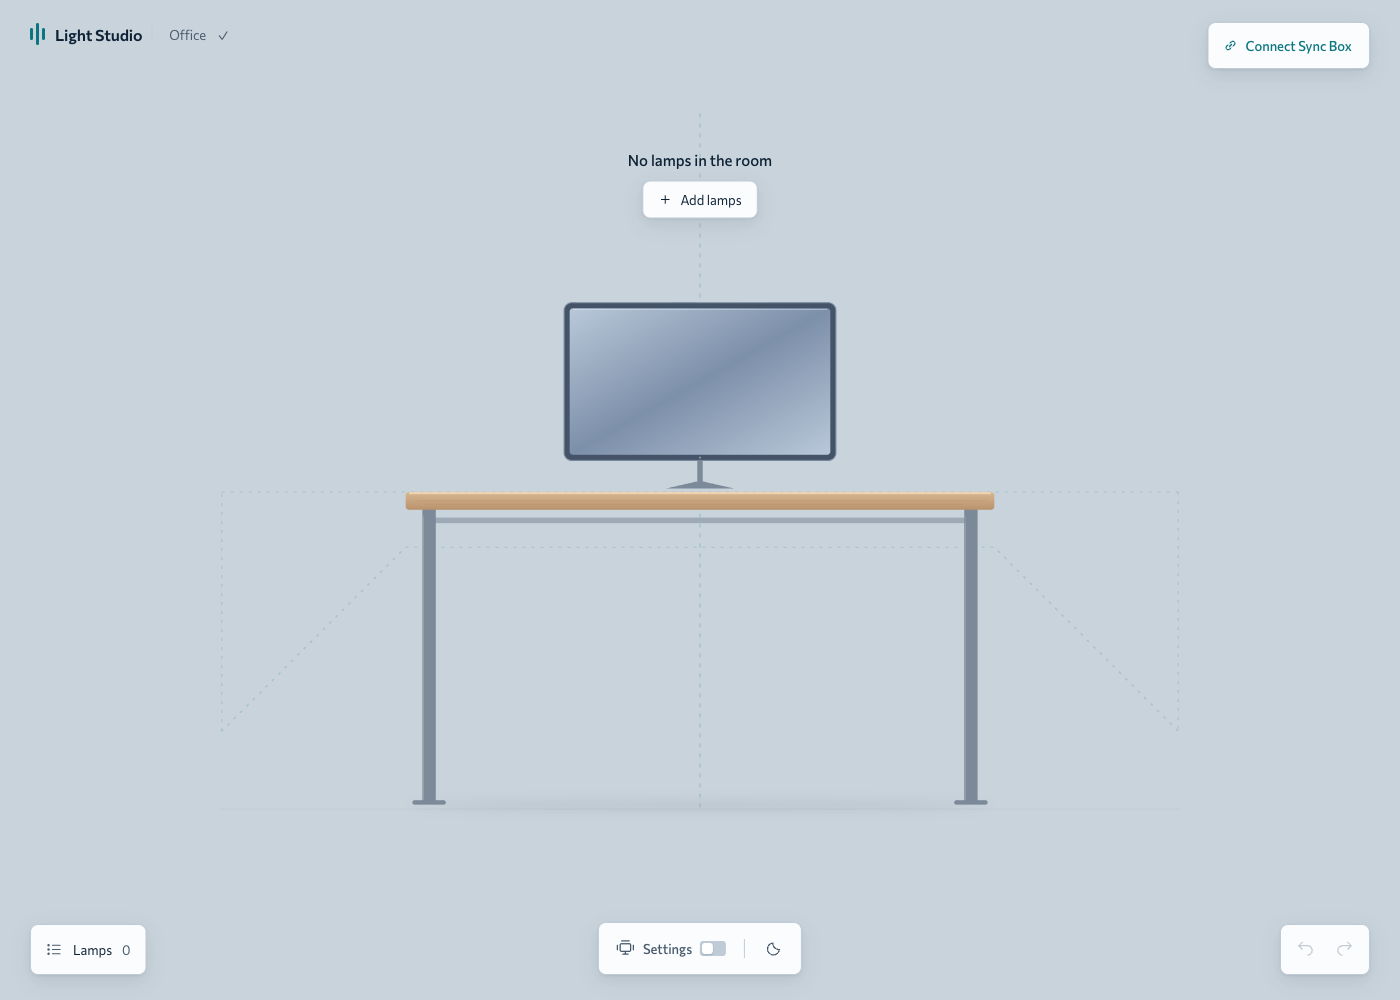 Light Studio
Office
Connect Sync Box
No lamps in the room
Add lamps
Lamps 0
Settings